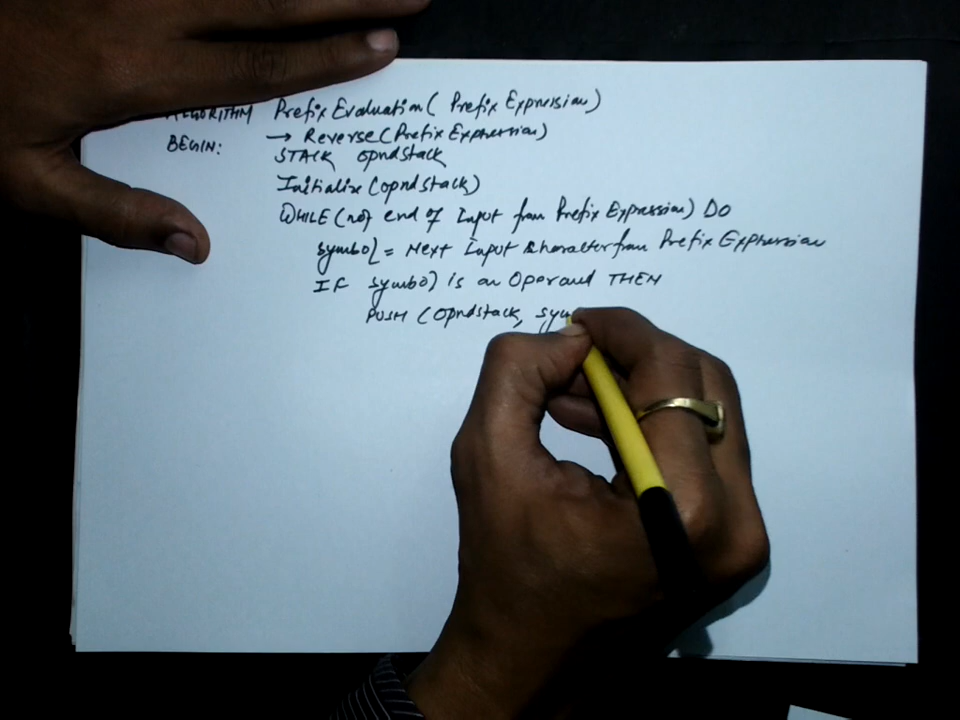 ALGORITHM Prefix Evaluation( Prefix Expression)
BEGIN: → Reverse(Prefix Expression)
STACK opndstack
Initialize(opndstack)
WHILE (not end of Input from Prefix Expression) DO
symbol = Next Input Character from Prefix Expression
IF symbol is an Operand THEN
PUSH (opndstack, sym